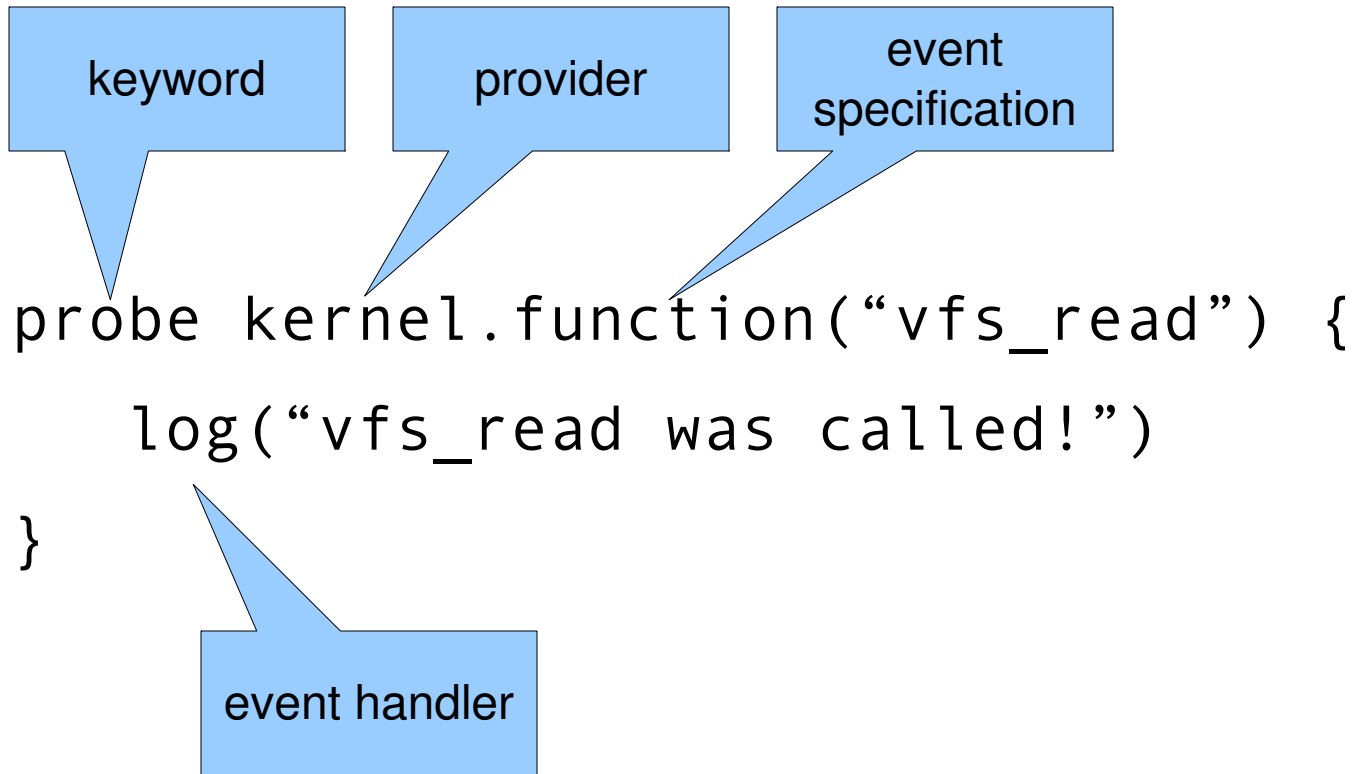 keyword
provider
event
specification
probe kernel.function(“vfs_read”) {
log(“vfs_read was called!”)
}
event handler